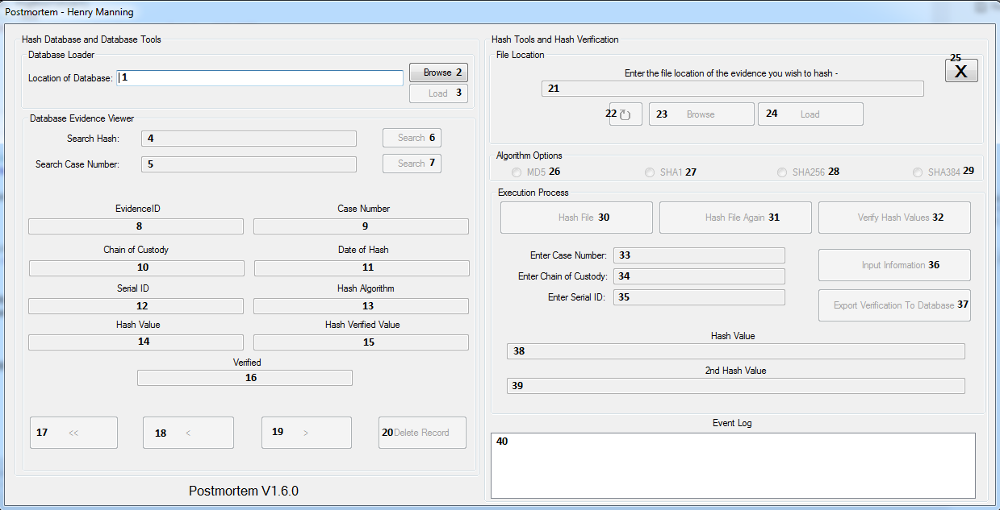 Postmortem - Henry Manning
Hash Database and Database Tools
Database Loader
Location of Database: 1
Browse 2
Load 3
Database Evidence Viewer
Search Hash: 4
Search 6
Search Case Number: 5
Search 7
EvidenceID
Case Number
8
9
Chain of Custody
Date of Hash
10
11
Serial ID
Hash Algorithm
12
13
Hash Value
Hash Verified Value
14
15
Verified
16
17 <<
18 <
19 >
20 Delete Record
Postmortem V1.6.0
Hash Tools and Hash Verification
File Location
25
X
Enter the file location of the evidence you wish to hash -
21
22 ↻
23 Browse
24 Load
Algorithm Options
MD5 26
SHA1 27
SHA256 28
SHA384 29
Execution Process
Hash File 30
Hash File Again 31
Verify Hash Values 32
Enter Case Number: 33
Enter Chain of Custody: 34
Enter Serial ID: 35
Input Information 36
Export Verification To Database 37
Hash Value
38
2nd Hash Value
39
Event Log
40